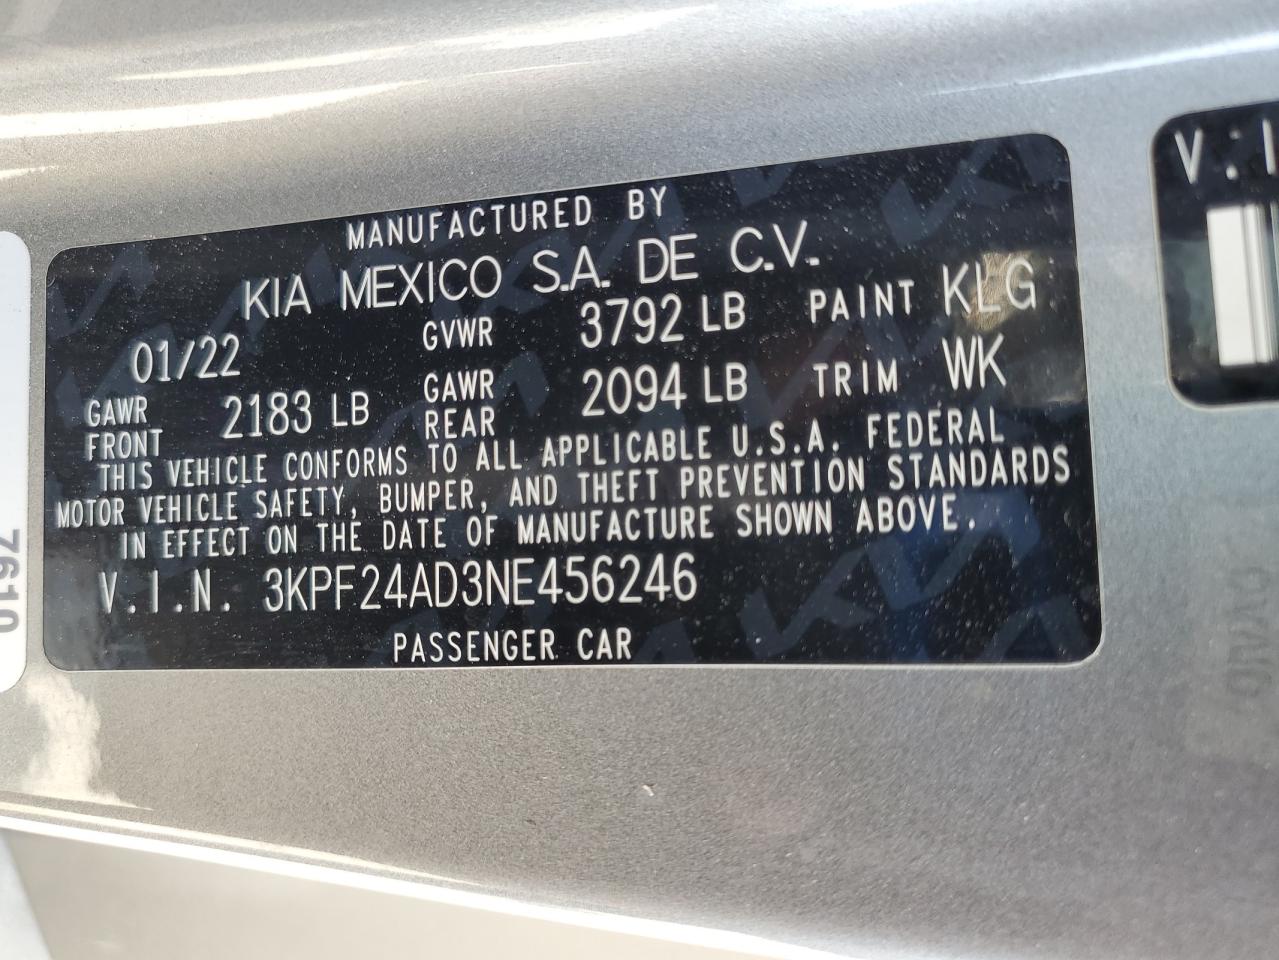 MANUFACTURED BY
KIA MEXICO S.A. DE C.V.
01/22 GVWR 3792 LB PAINT KLG
GAWR FRONT 2183 LB GAWR REAR 2094 LB TRIM WK
THIS VEHICLE CONFORMS TO ALL APPLICABLE U.S.A. FEDERAL
MOTOR VEHICLE SAFETY, BUMPER, AND THEFT PREVENTION STANDARDS
IN EFFECT ON THE DATE OF MANUFACTURE SHOWN ABOVE.
V.I.N. 3KPF24AD3NE456246
PASSENGER CAR
V.I
7610